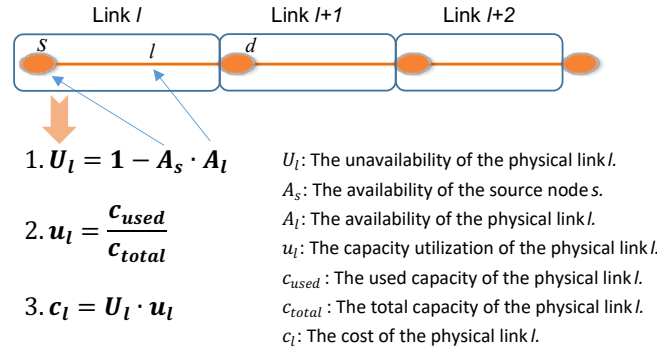 Link l Link l+1 Link l+2
s l d
1. U_l = 1 − A_s · A_l
2. u_l = c_used / c_total
3. c_l = U_l · u_l
U_l: The unavailability of the physical link l.
A_s: The availability of the source node s.
A_l: The availability of the physical link l.
u_l: The capacity utilization of the physical link l.
c_used: The used capacity of the physical link l.
c_total: The total capacity of the physical link l.
c_l: The cost of the physical link l.